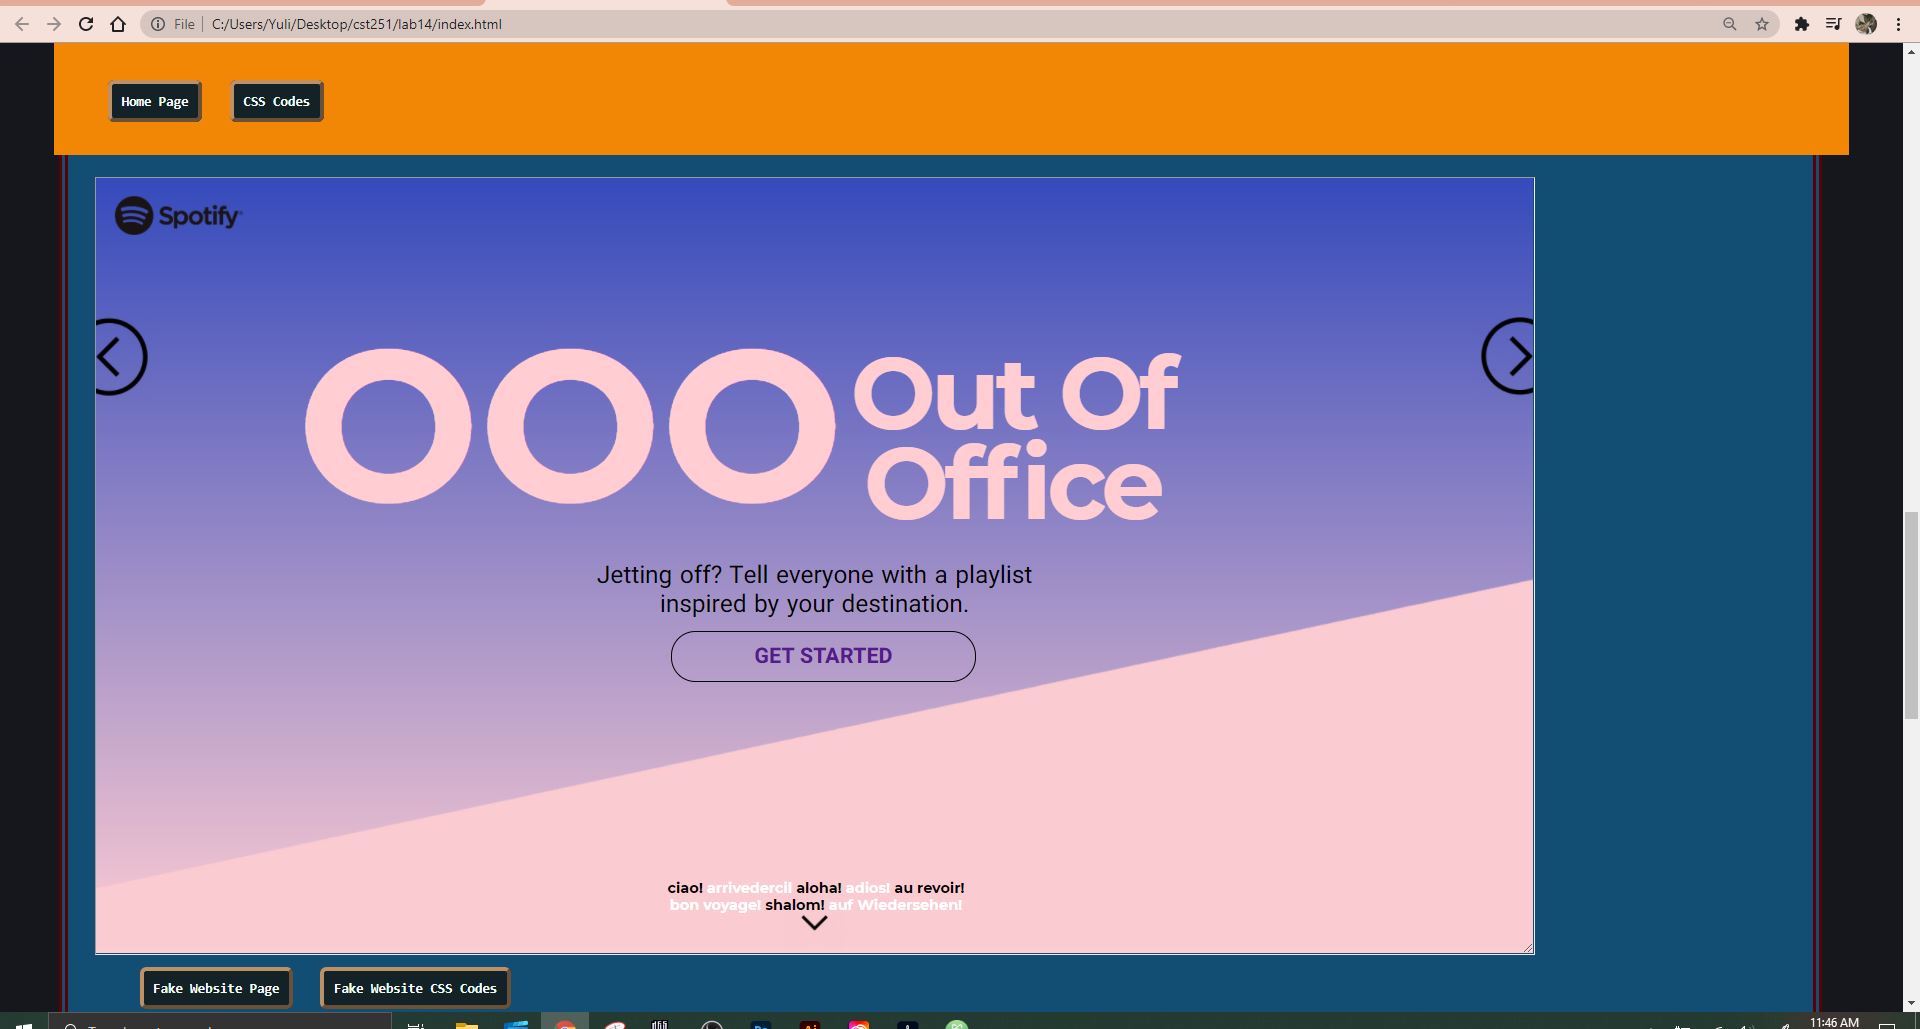 File C:/Users/Yuli/Desktop/cst251/lab14/index.html
Home Page CSS Codes
Spotify
OOO Out Of
Office
Jetting off? Tell everyone with a playlist
inspired by your destination.
GET STARTED
ciao! arrivederci! aloha! adios! au revoir!
bon voyage! shalom! auf Wiedersehen!
Fake Website Page Fake Website CSS Codes
11:46 AM